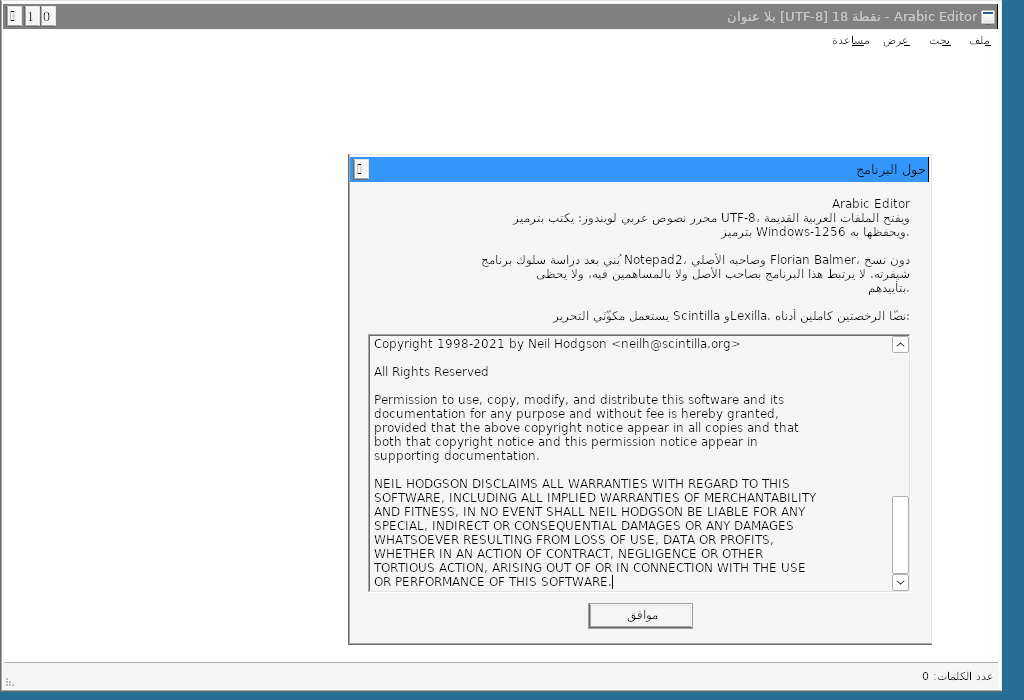 بلا عنوان [UTF-8] 18 نقطة - Arabic Editor
ملف بحث عرض مساعدة
حول البرنامج
Arabic Editor
محرر نصوص عربي لويندوز: يكتب بترميز UTF-8، ويفتح الملفات العربية القديمة
بترميز Windows-1256 ويحفظها به.
بُني بعد دراسة سلوك برنامج Notepad2، وصاحبه الأصلي Florian Balmer، دون نسخ
شيفرته. لا يرتبط هذا البرنامج بصاحب الأصل ولا بالمساهمين فيه، ولا يحظى
بتأييدهم.
يستعمل مكوّنَي التحرير Scintilla وLexilla. نصّا الرخصتين كاملين أدناه:
Copyright 1998-2021 by Neil Hodgson <neilh@scintilla.org>
All Rights Reserved
Permission to use, copy, modify, and distribute this software and its
documentation for any purpose and without fee is hereby granted,
provided that the above copyright notice appear in all copies and that
both that copyright notice and this permission notice appear in
supporting documentation.
NEIL HODGSON DISCLAIMS ALL WARRANTIES WITH REGARD TO THIS
SOFTWARE, INCLUDING ALL IMPLIED WARRANTIES OF MERCHANTABILITY
AND FITNESS, IN NO EVENT SHALL NEIL HODGSON BE LIABLE FOR ANY
SPECIAL, INDIRECT OR CONSEQUENTIAL DAMAGES OR ANY DAMAGES
WHATSOEVER RESULTING FROM LOSS OF USE, DATA OR PROFITS,
WHETHER IN AN ACTION OF CONTRACT, NEGLIGENCE OR OTHER
TORTIOUS ACTION, ARISING OUT OF OR IN CONNECTION WITH THE USE
OR PERFORMANCE OF THIS SOFTWARE.
موافق
عدد الكلمات: 0